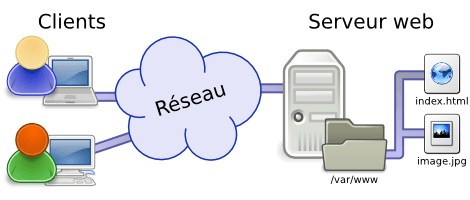 Clients
Serveur web
Réseau
index.html
image.jpg
/var/www